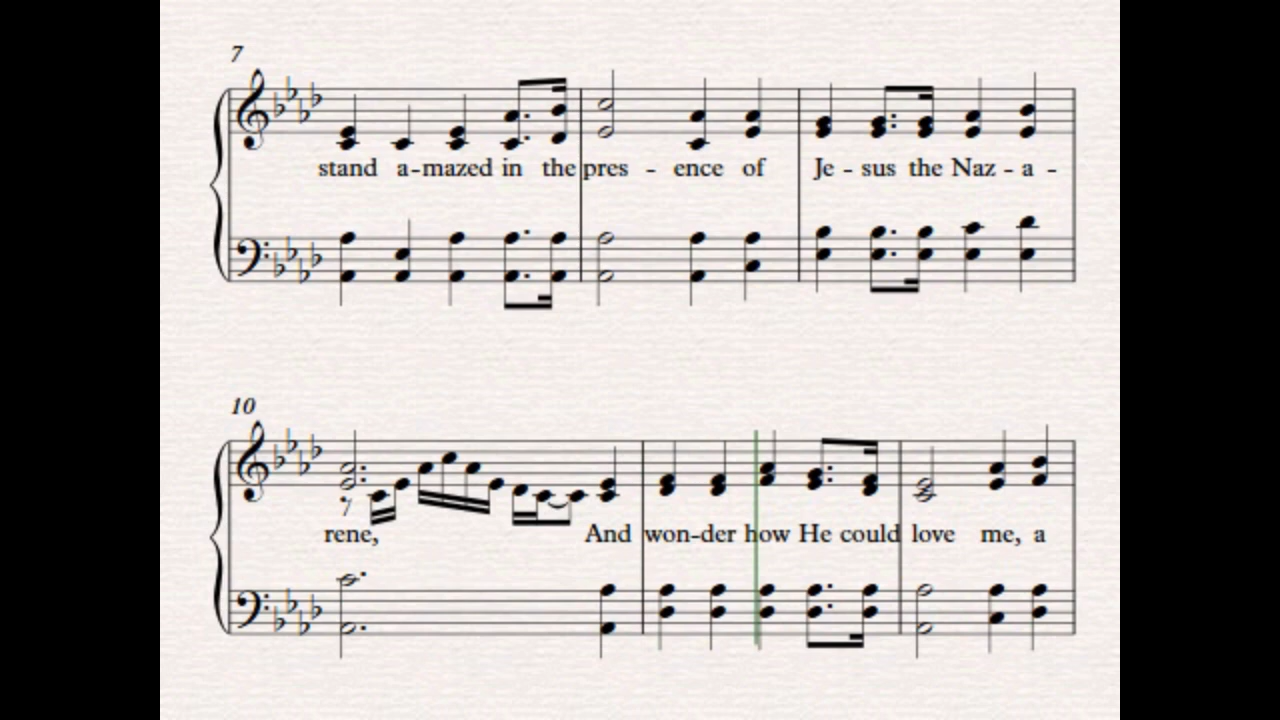 7
stand a-mazed in the pres - ence of Je - sus the Naz - a -
10
rene, And won-der how He could love me, a